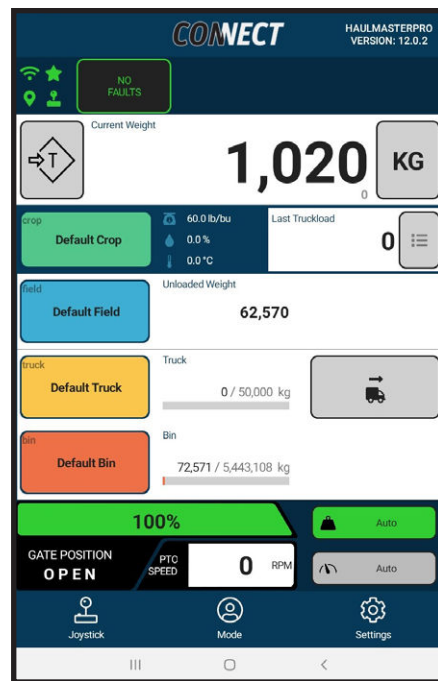 CONNECT
HAULMASTERPRO
VERSION: 12.0.2
NO
FAULTS
Current Weight
T
1,020
0
KG
crop
Default Crop
60.0 lb/bu
0.0 %
0.0 °C
Last Truckload
0
field
Default Field
Unloaded Weight
62,570
truck
Default Truck
Truck
0 / 50,000 kg
bin
Default Bin
Bin
72,571 / 5,443,108 kg
100%
Auto
GATE POSITION
OPEN
PTO
SPEED
0
RPM
Auto
Joystick
Mode
Settings